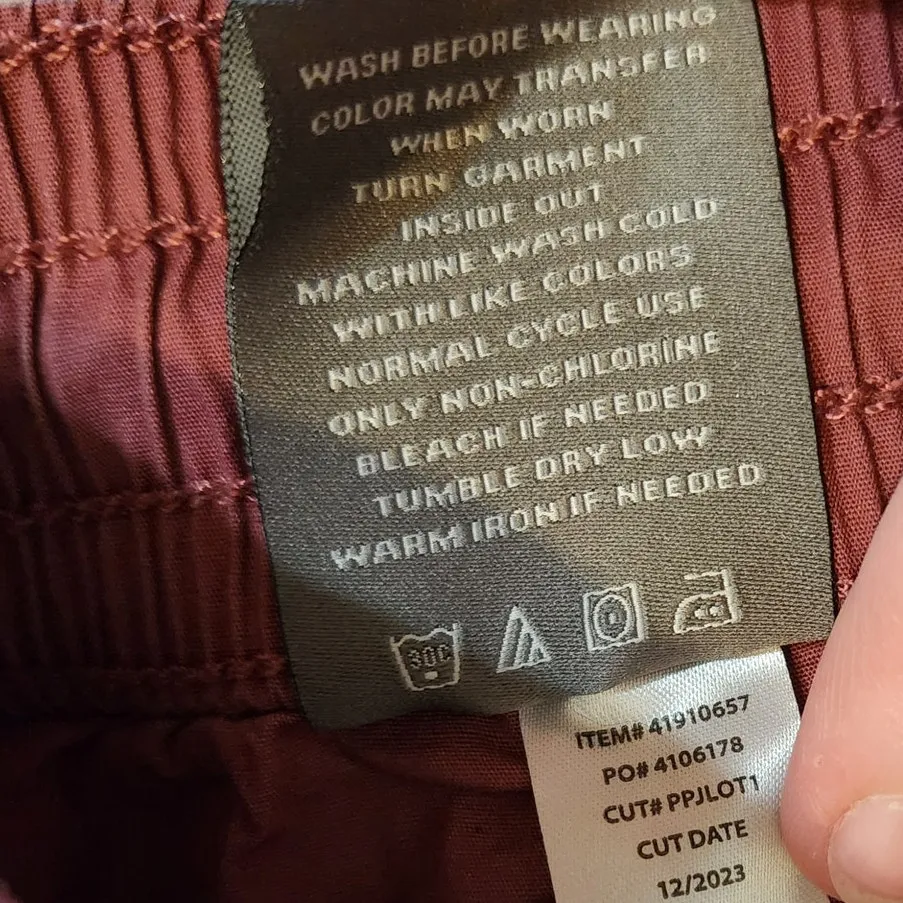 WASH BEFORE WEARING
COLOR MAY TRANSFER
WHEN WORN
TURN GARMENT
INSIDE OUT
MACHINE WASH COLD
WITH LIKE COLORS
NORMAL CYCLE USE
ONLY NON-CHLORINE
BLEACH IF NEEDED
TUMBLE DRY LOW
WARM IRON IF NEEDED
30C
ITEM# 41910657
PO# 4106178
CUT# PPJLOT1
CUT DATE
12/2023